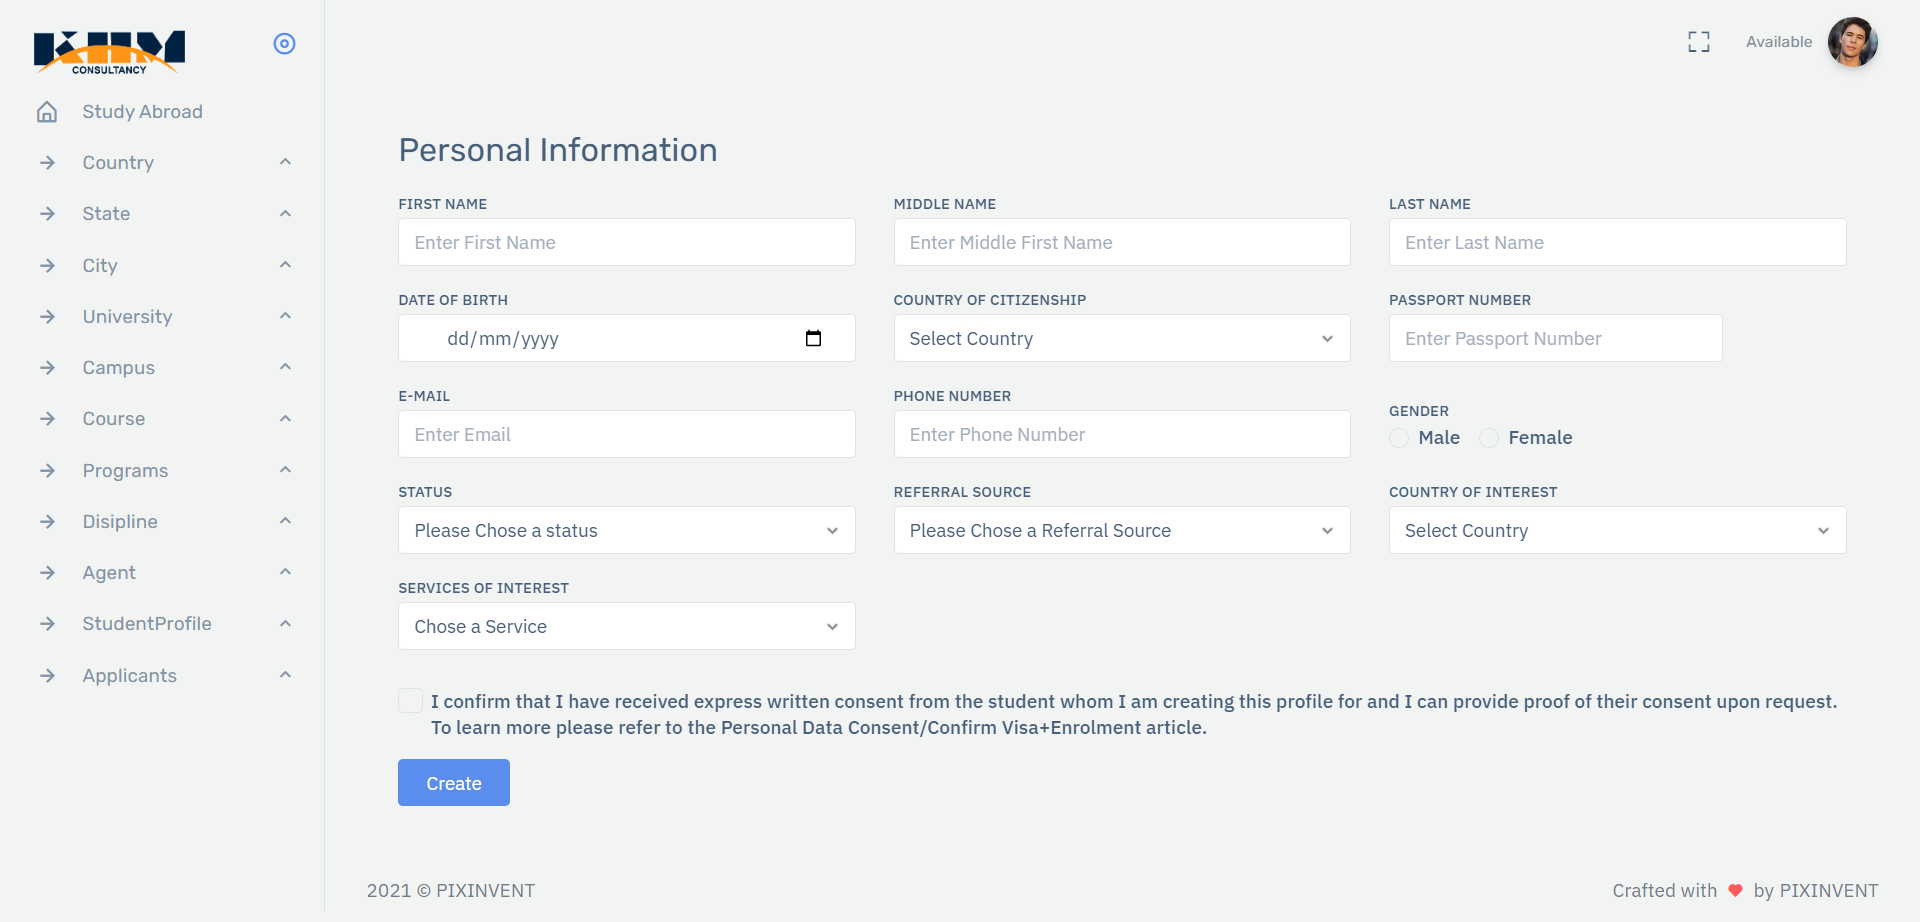 KHM
CONSULTANCY
Available
Study Abroad
Country
State
City
University
Campus
Course
Programs
Disipline
Agent
StudentProfile
Applicants
Personal Information
FIRST NAME
MIDDLE NAME
LAST NAME
Enter First Name
Enter Middle First Name
Enter Last Name
DATE OF BIRTH
COUNTRY OF CITIZENSHIP
PASSPORT NUMBER
dd/mm/yyyy
Select Country
Enter Passport Number
E-MAIL
PHONE NUMBER
GENDER
Enter Email
Enter Phone Number
Male
Female
STATUS
REFERRAL SOURCE
COUNTRY OF INTEREST
Please Chose a status
Please Chose a Referral Source
Select Country
SERVICES OF INTEREST
Chose a Service
I confirm that I have received express written consent from the student whom I am creating this profile for and I can provide proof of their consent upon request.
To learn more please refer to the Personal Data Consent/Confirm Visa+Enrolment article.
Create
2021 © PIXINVENT
Crafted with ♥ by PIXINVENT